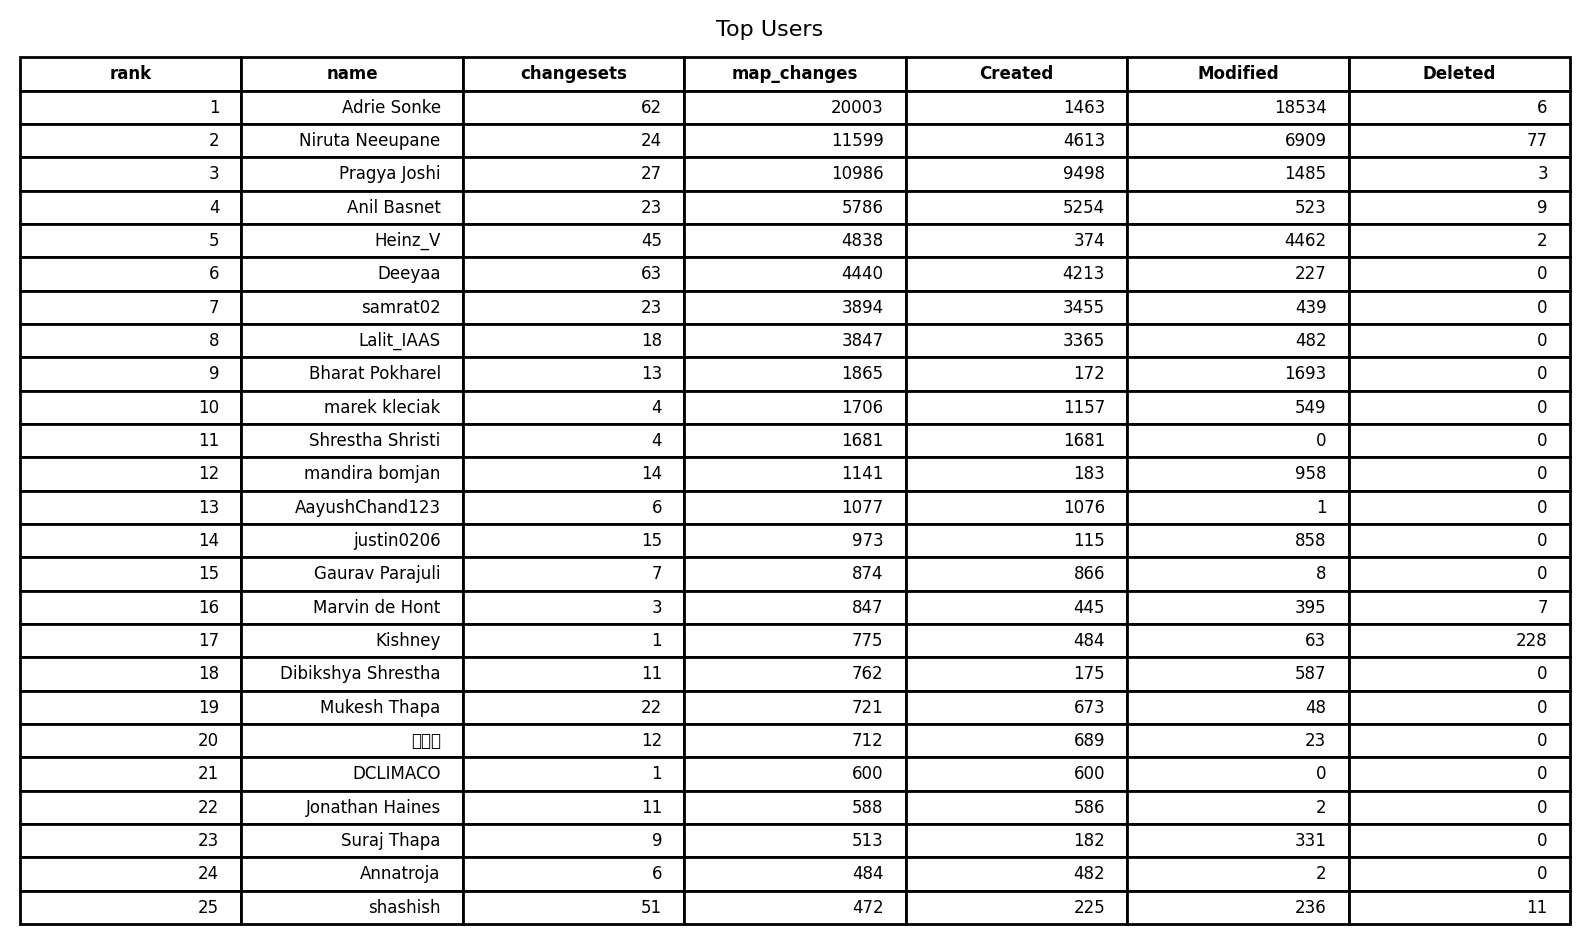 Top Users
rank name changesets map_changes Created Modified Deleted
1 Adrie Sonke 62 20003 1463 18534 6
2 Niruta Neeupane 24 11599 4613 6909 77
3 Pragya Joshi 27 10986 9498 1485 3
4 Anil Basnet 23 5786 5254 523 9
5 Heinz_V 45 4838 374 4462 2
6 Deeyaa 63 4440 4213 227 0
7 samrat02 23 3894 3455 439 0
8 Lalit_IAAS 18 3847 3365 482 0
9 Bharat Pokharel 13 1865 172 1693 0
10 marek kleciak 4 1706 1157 549 0
11 Shrestha Shristi 4 1681 1681 0 0
12 mandira bomjan 14 1141 183 958 0
13 AayushChand123 6 1077 1076 1 0
14 justin0206 15 973 115 858 0
15 Gaurav Parajuli 7 874 866 8 0
16 Marvin de Hont 3 847 445 395 7
17 Kishney 1 775 484 63 228
18 Dibikshya Shrestha 11 762 175 587 0
19 Mukesh Thapa 22 721 673 48 0
20 12 712 689 23 0
21 DCLIMACO 1 600 600 0 0
22 Jonathan Haines 11 588 586 2 0
23 Suraj Thapa 9 513 182 331 0
24 Annatroja 6 484 482 2 0
25 shashish 51 472 225 236 11